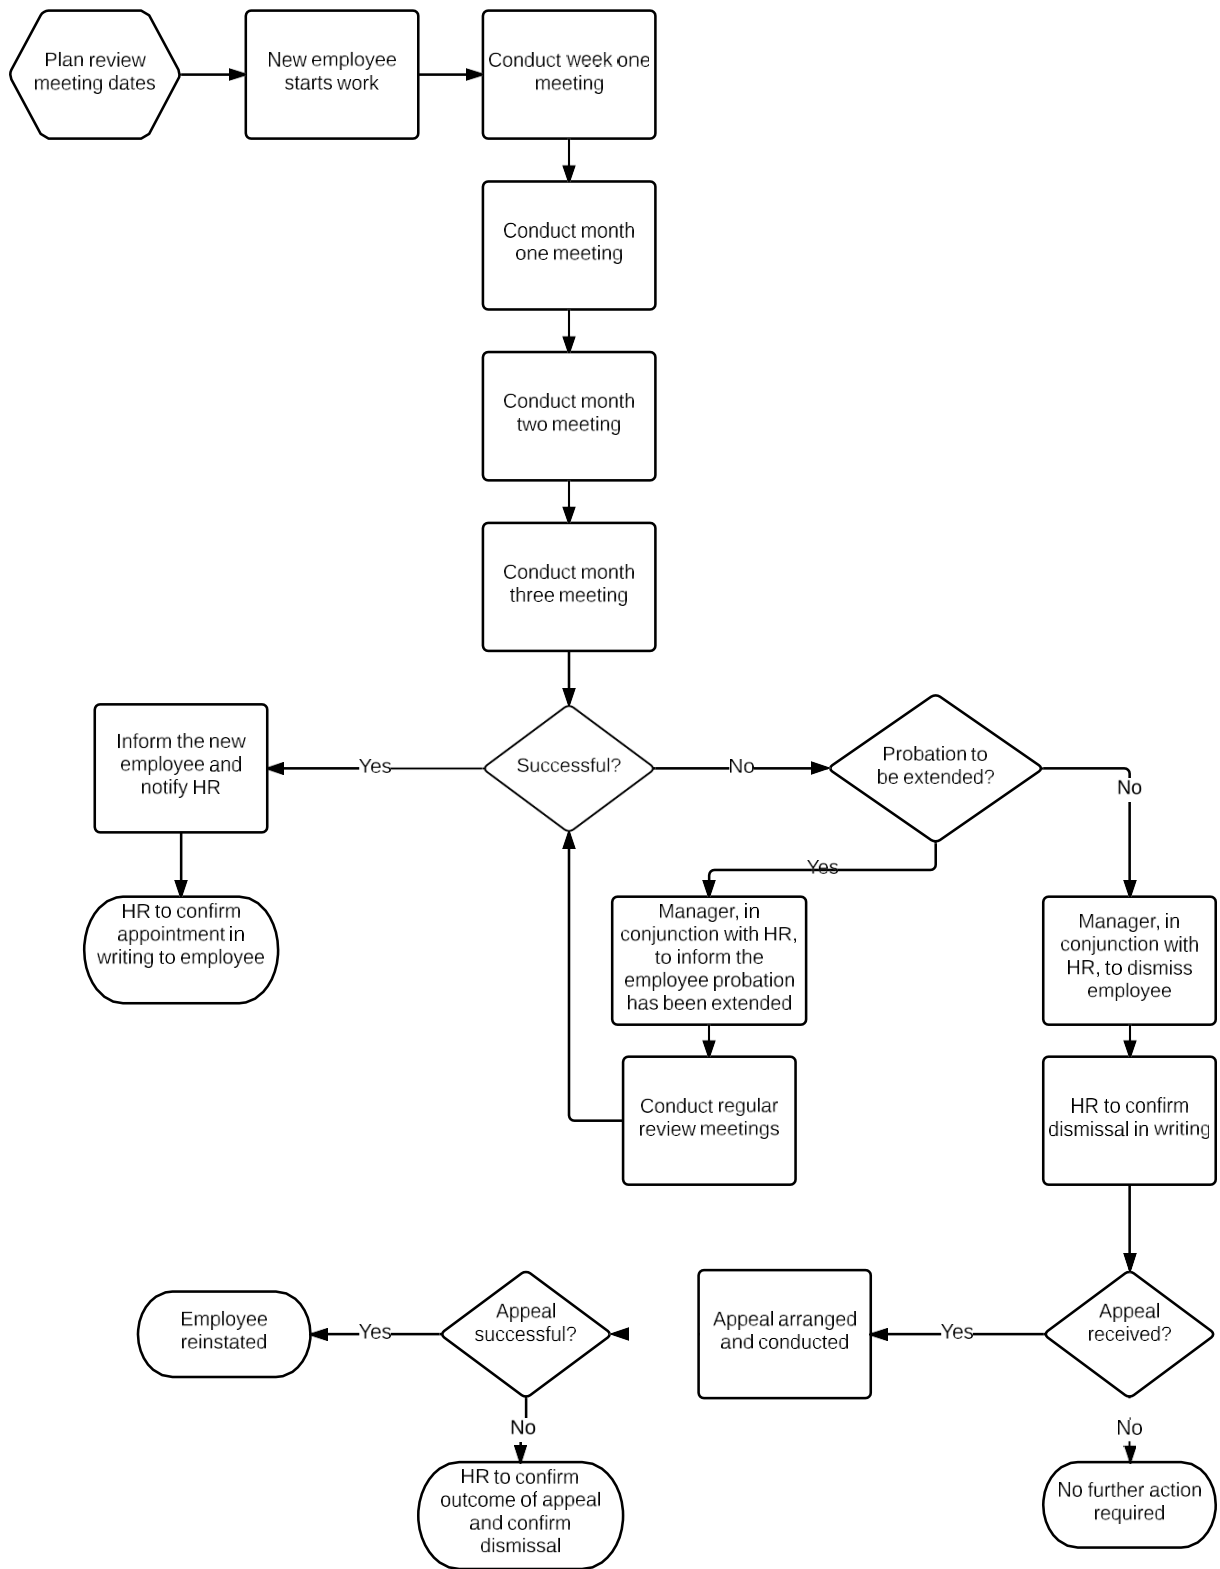 Plan review
meeting dates
New employee
starts work
Conduct week one
meeting
Conduct month
one meeting
Conduct month
two meeting
Conduct month
three meeting
Successful?
Yes
Inform the new
employee and
notify HR
HR to confirm
appointment in
writing to employee
No
Probation to
be extended?
Yes
Manager, in
conjunction with HR,
to inform the
employee probation
has been extended
Conduct regular
review meetings
No
Manager, in
conjunction with
HR, to dismiss
employee
HR to confirm
dismissal in writing
Appeal
received?
Yes
Appeal arranged
and conducted
Appeal
successful?
Yes
Employee
reinstated
No
HR to confirm
outcome of appeal
and confirm
dismissal
No
No further action
required